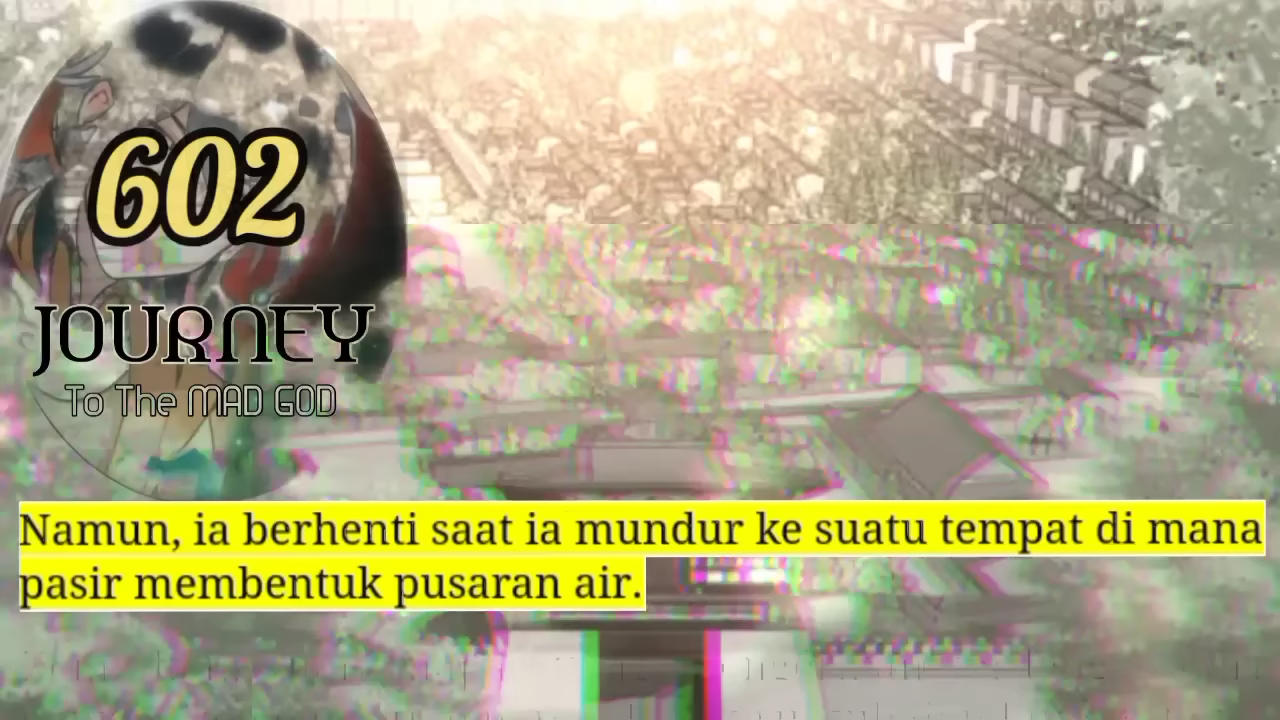 602
JOURNEY
To The MAD GOD
Namun, ia berhenti saat ia mundur ke suatu tempat di mana
pasir membentuk pusaran air.